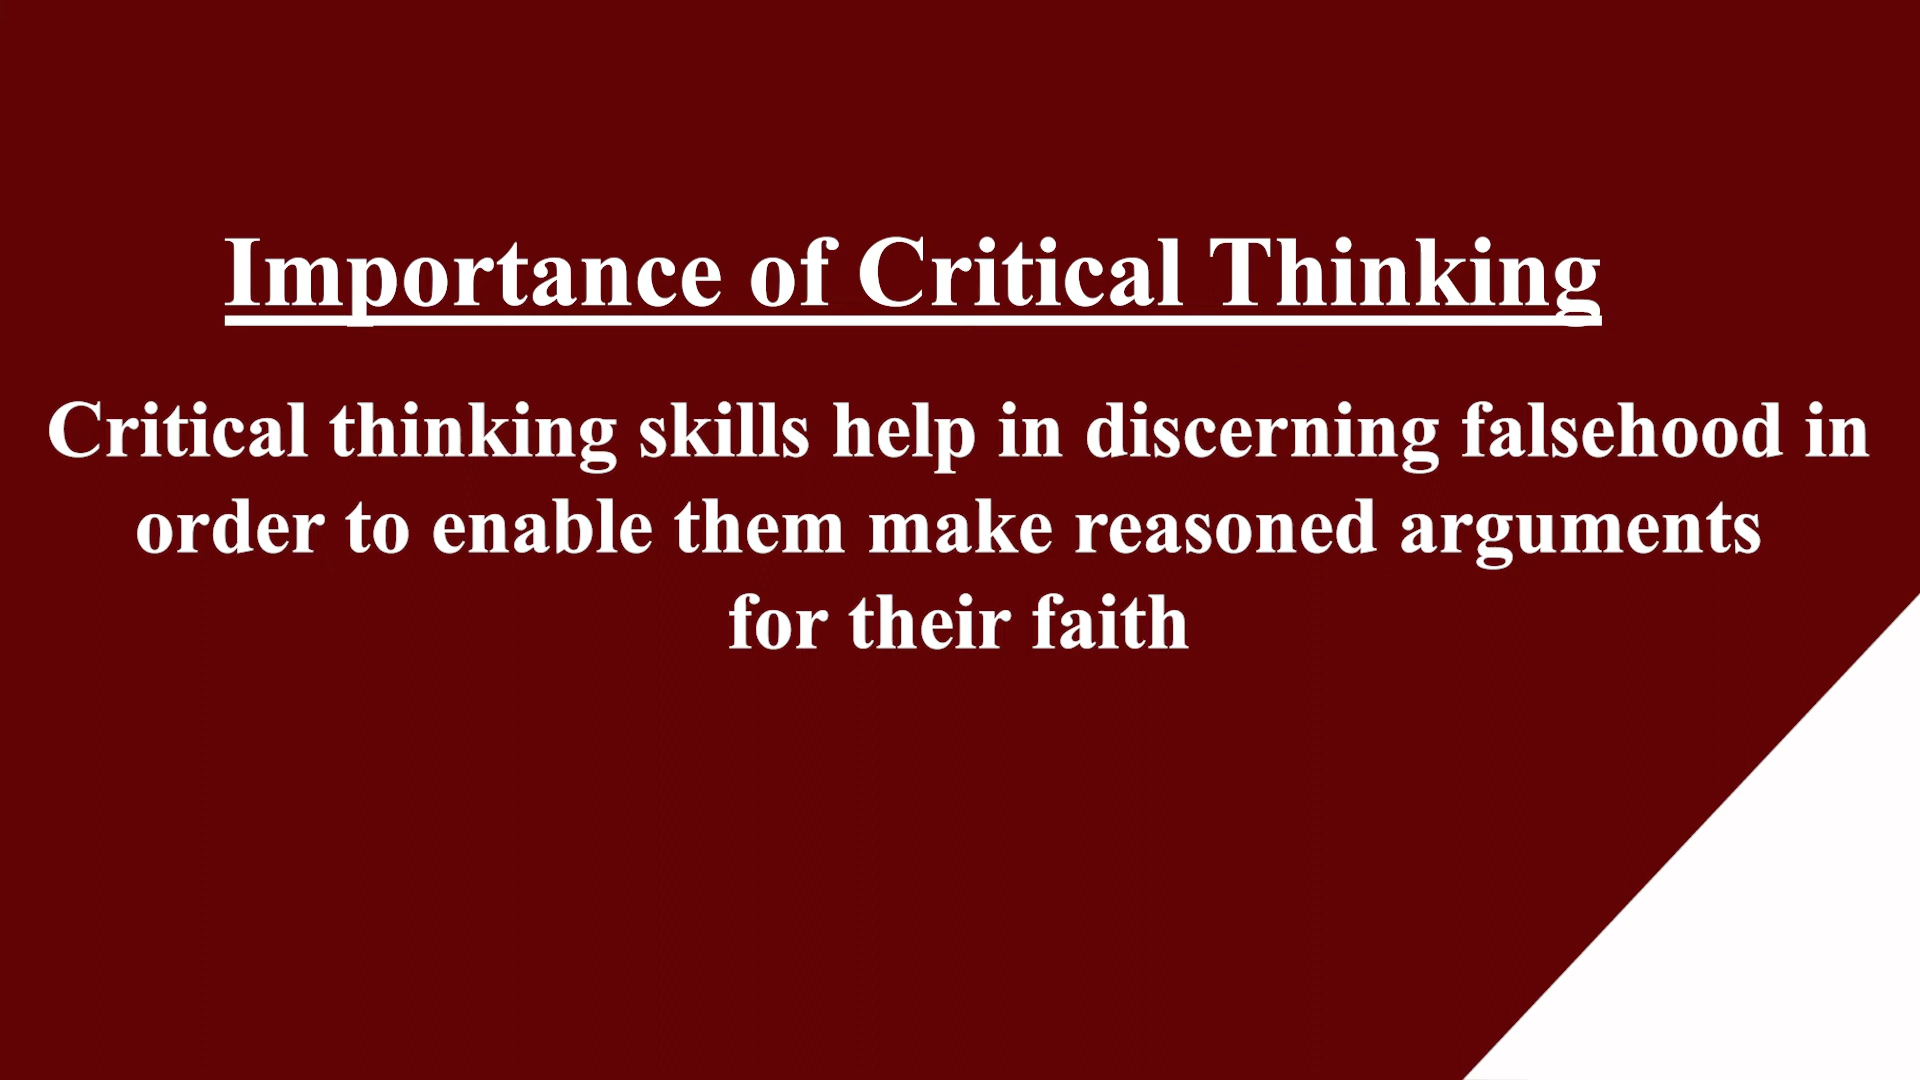 Importance of Critical Thinking
Critical thinking skills help in discerning falsehood in
order to enable them make reasoned arguments
for their faith